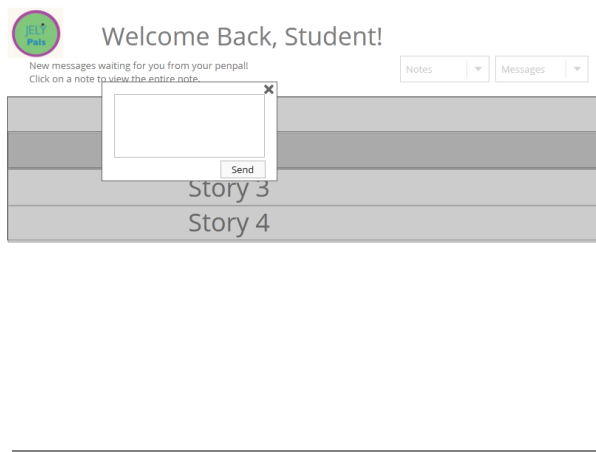 JELY
Pals
Welcome Back, Student!
New messages waiting for you from your penpal!
Click on a note to view the entire note.
Notes
Messages
Send
Story 3
Story 4